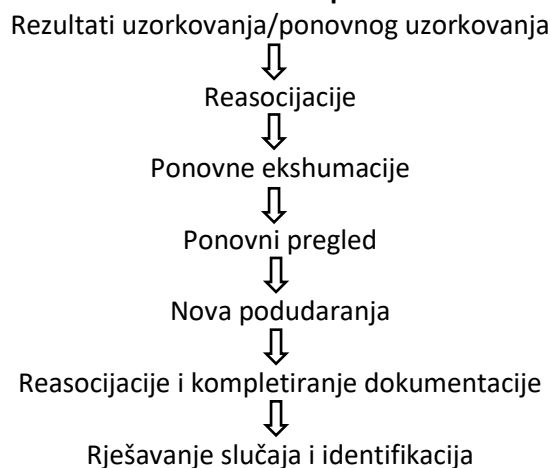 Rezultati uzorkovanja/ponovnog uzorkovanja
Reasocijacije
Ponovne ekshumacije
Ponovni pregled
Nova podudaranja
Reasocijacije i kompletiranje dokumentacije
Rješavanje slučaja i identifikacija